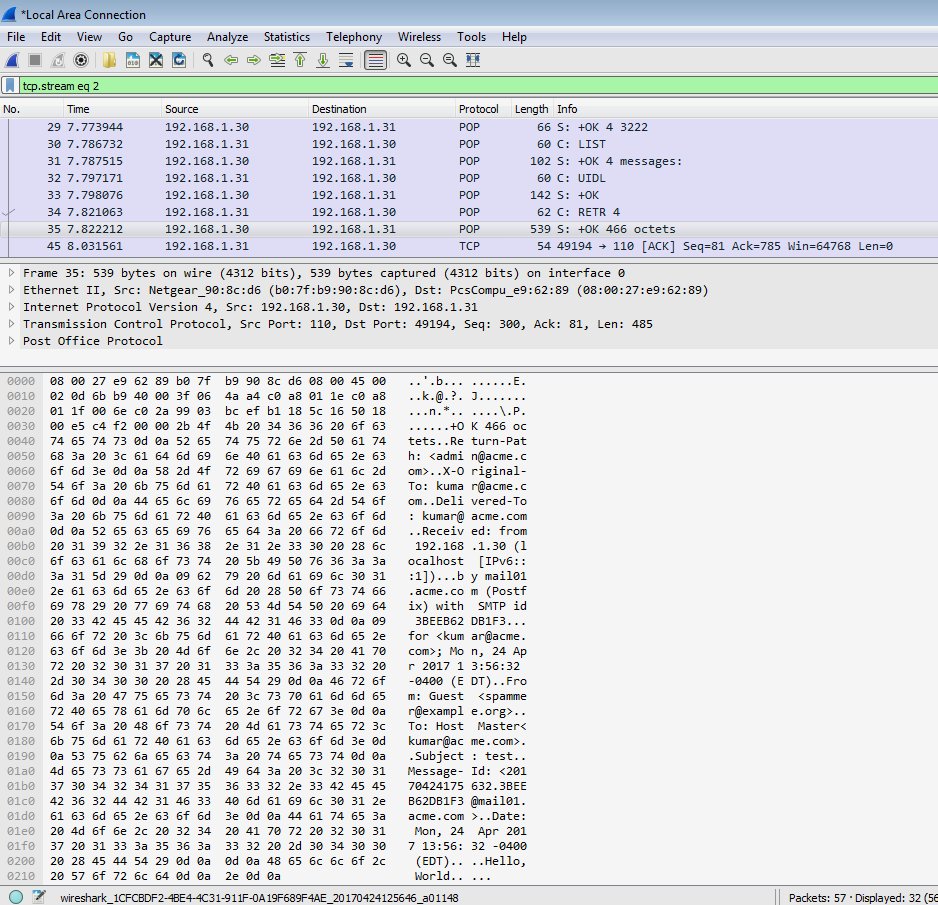 *Local Area Connection
File Edit View Go Capture Analyze Statistics Telephony Wireless Tools Help
tcp.stream eq 2
No. Time Source Destination Protocol Length Info
29 7.773944 192.168.1.30 192.168.1.31 POP 66 S: +OK 4 3222
30 7.786732 192.168.1.31 192.168.1.30 POP 60 C: LIST
31 7.787515 192.168.1.30 192.168.1.31 POP 102 S: +OK 4 messages:
32 7.797171 192.168.1.31 192.168.1.30 POP 60 C: UIDL
33 7.798076 192.168.1.30 192.168.1.31 POP 142 S: +OK
34 7.821063 192.168.1.31 192.168.1.30 POP 62 C: RETR 4
35 7.822212 192.168.1.30 192.168.1.31 POP 539 S: +OK 466 octets
45 8.031561 192.168.1.31 192.168.1.30 TCP 54 49194 → 110 [ACK] Seq=81 Ack=785 Win=64768 Len=0
Frame 35: 539 bytes on wire (4312 bits), 539 bytes captured (4312 bits) on interface 0
Ethernet II, Src: Netgear_90:8c:d6 (b0:7f:b9:90:8c:d6), Dst: PcsCompu_e9:62:89 (08:00:27:e9:62:89)
Internet Protocol Version 4, Src: 192.168.1.30, Dst: 192.168.1.31
Transmission Control Protocol, Src Port: 110, Dst Port: 49194, Seq: 300, Ack: 81, Len: 485
Post Office Protocol
0000 08 00 27 e9 62 89 b0 7f b9 90 8c d6 08 00 45 00 ..'.b... ......E.
0010 02 0d 6b b9 40 00 3f 06 4a a4 c0 a8 01 1e c0 a8 ..k.@.?. J.......
0020 01 1f 00 6e c0 2a 99 03 bc ef b1 18 5c 16 50 18 ...n.*.. ....\.P.
0030 00 e5 c4 f2 00 00 2b 4f 4b 20 34 36 36 20 6f 63 ......+O K 466 oc
0040 74 65 74 73 0d 0a 52 65 74 75 72 6e 2d 50 61 74 tets..Re turn-Pat
0050 68 3a 20 3c 61 64 6d 69 6e 40 61 63 6d 65 2e 63 h: <admi n@acme.c
0060 6f 6d 3e 0d 0a 58 2d 4f 72 69 67 69 6e 61 6c 2d om>..X-O riginal-
0070 54 6f 3a 20 6b 75 6d 61 72 40 61 63 6d 65 2e 63 To: kuma r@acme.c
0080 6f 6d 0d 0a 44 65 6c 69 76 65 72 65 64 2d 54 6f om..Deli vered-To
0090 3a 20 6b 75 6d 61 72 40 61 63 6d 65 2e 63 6f 6d : kumar@ acme.com
00a0 0d 0a 52 65 63 65 69 76 65 64 3a 20 66 72 6f 6d ..Receiv ed: from
00b0 20 31 39 32 2e 31 36 38 2e 31 2e 33 30 20 28 6c 192.168 .1.30 (l
00c0 6f 63 61 6c 68 6f 73 74 20 5b 49 50 76 36 3a 3a ocalhost [IPv6::
00d0 3a 31 5d 29 0d 0a 09 62 79 20 6d 61 69 6c 30 31 :1])...b y mail01
00e0 2e 61 63 6d 65 2e 63 6f 6d 20 28 50 6f 73 74 66 .acme.co m (Postf
00f0 69 78 29 20 77 69 74 68 20 53 4d 54 50 20 69 64 ix) with SMTP id
0100 20 33 42 45 45 42 36 32 44 42 31 46 33 0d 0a 09 3BEEB62 DB1F3...
0110 66 6f 72 20 3c 6b 75 6d 61 72 40 61 63 6d 65 2e for <kum ar@acme.
0120 63 6f 6d 3e 3b 20 4d 6f 6e 2c 20 32 34 20 41 70 com>; Mo n, 24 Ap
0130 72 20 32 30 31 37 20 31 33 3a 35 36 3a 33 32 20 r 2017 1 3:56:32
0140 2d 30 34 30 30 20 28 45 44 54 29 0d 0a 46 72 6f -0400 (E DT)..Fro
0150 6d 3a 20 47 75 65 73 74 20 3c 73 70 61 6d 6d 65 m: Guest <spamme
0160 72 40 65 78 61 6d 70 6c 65 2e 6f 72 67 3e 0d 0a r@exampl e.org>..
0170 54 6f 3a 20 48 6f 73 74 20 4d 61 73 74 65 72 3c To: Host Master<
0180 6b 75 6d 61 72 40 61 63 6d 65 2e 63 6f 6d 3e 0d kumar@ac me.com>.
0190 0a 53 75 62 6a 65 63 74 3a 20 74 65 73 74 0d 0a .Subject : test..
01a0 4d 65 73 73 61 67 65 2d 49 64 3a 20 3c 32 30 31 Message- Id: <201
01b0 37 30 34 32 34 31 37 35 36 33 32 2e 33 42 45 45 70424175 632.3BEE
01c0 42 36 32 44 42 31 46 33 40 6d 61 69 6c 30 31 2e B62DB1F3 @mail01.
01d0 61 63 6d 65 2e 63 6f 6d 3e 0d 0a 44 61 74 65 3a acme.com >..Date:
01e0 20 4d 6f 6e 2c 20 32 34 20 41 70 72 20 32 30 31 Mon, 24 Apr 201
01f0 37 20 31 33 3a 35 36 3a 33 32 20 2d 30 34 30 30 7 13:56: 32 -0400
0200 20 28 45 44 54 29 0d 0a 0d 0a 48 65 6c 6c 6f 2c (EDT).. ..Hello,
0210 20 57 6f 72 6c 64 0d 0a 2e 0d 0a World.. ...
wireshark_1CFCBDF2-4BE4-4C31-911F-0A19F689F4AE_20170424125646_a01148 Packets: 57 · Displayed: 32 (56